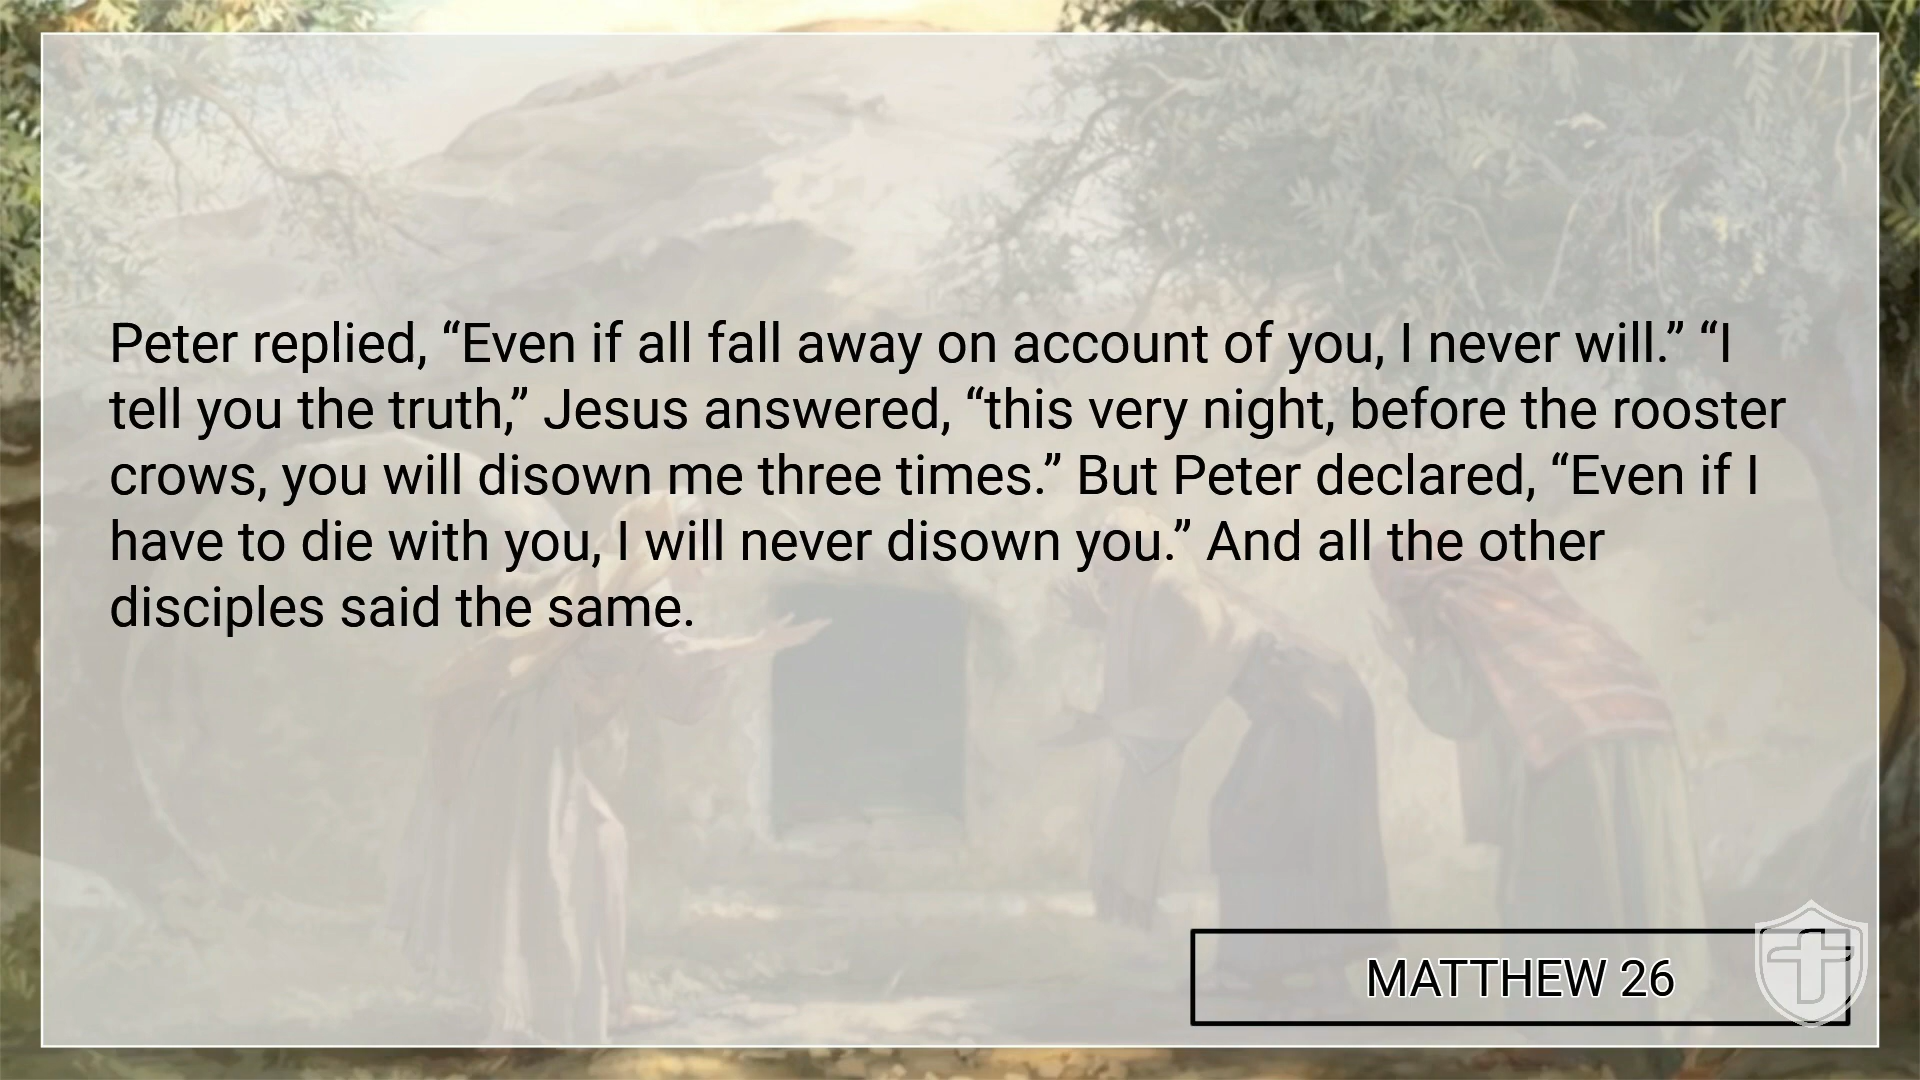 Peter replied, “Even if all fall away on account of you, I never will.” “I
tell you the truth,” Jesus answered, “this very night, before the rooster
crows, you will disown me three times.” But Peter declared, “Even if I
have to die with you, I will never disown you.” And all the other
disciples said the same.
MATTHEW 26